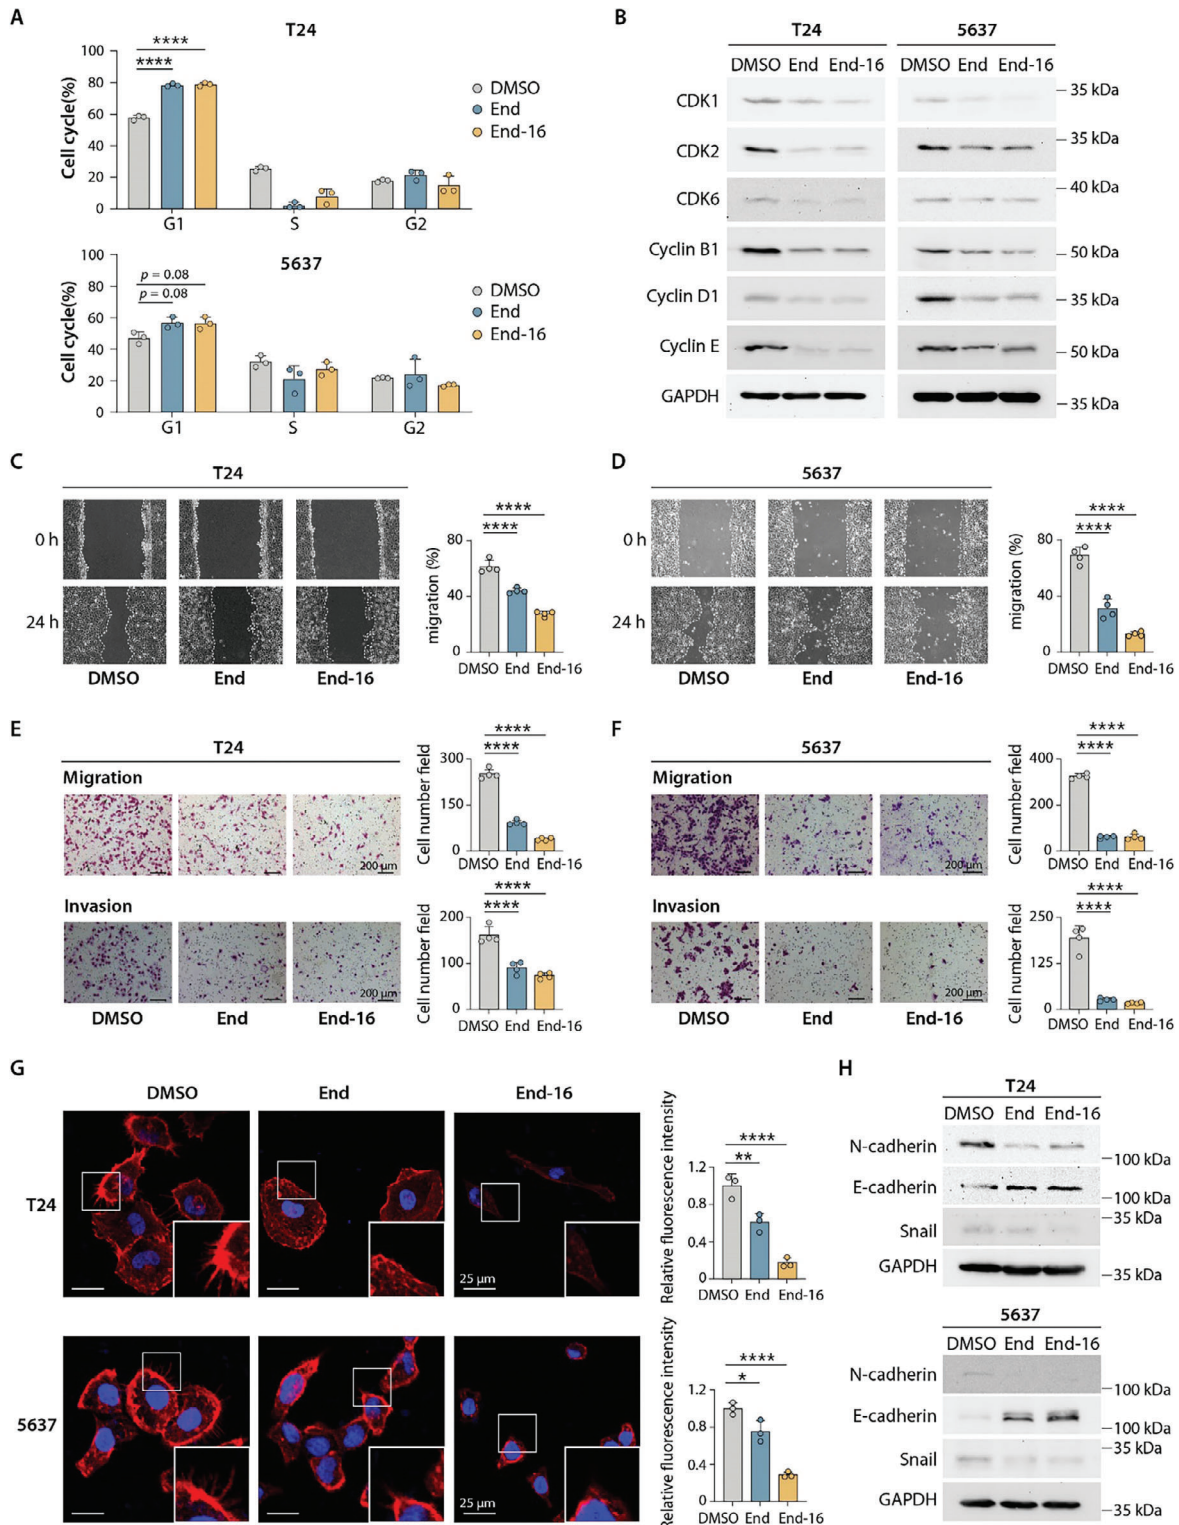 A
T24
****
****
Cell cycle(%)
100
80
60
40
20
0
G1
S
G2
DMSO
End
End-16
5637
p = 0.08
p = 0.08
Cell cycle(%)
100
80
60
40
20
0
G1
S
G2
DMSO
End
End-16
B
T24
5637
DMSO End End-16
DMSO End End-16
CDK1
35 kDa
CDK2
35 kDa
CDK6
40 kDa
Cyclin B1
50 kDa
Cyclin D1
35 kDa
Cyclin E
50 kDa
GAPDH
35 kDa
C
T24
0 h
24 h
DMSO
End
End-16
****
****
migration (%)
80
40
0
DMSO End End-16
D
5637
0 h
24 h
DMSO
End
End-16
****
****
migration (%)
80
40
0
DMSO End End-16
E
T24
Migration
200 μm
Invasion
200 μm
DMSO
End
End-16
****
****
Cell number field
300
150
0
DMSO End End-16
****
****
Cell number field
200
100
0
DMSO End End-16
F
5637
Migration
200 μm
Invasion
200 μm
DMSO
End
End-16
****
****
Cell number field
400
200
0
DMSO End End-16
****
****
Cell number field
250
125
0
DMSO End End-16
G
DMSO
End
End-16
T24
25 μm
5637
25 μm
****
**
Relative fluorescence intensity
1.2
0.8
0.4
0
DMSO End End-16
****
*
Relative fluorescence intensity
1.2
0.8
0.4
0
DMSO End End-16
H
T24
DMSO End End-16
N-cadherin
100 kDa
E-cadherin
100 kDa
Snail
35 kDa
GAPDH
35 kDa
5637
DMSO End End-16
N-cadherin
100 kDa
E-cadherin
100 kDa
Snail
35 kDa
GAPDH
35 kDa